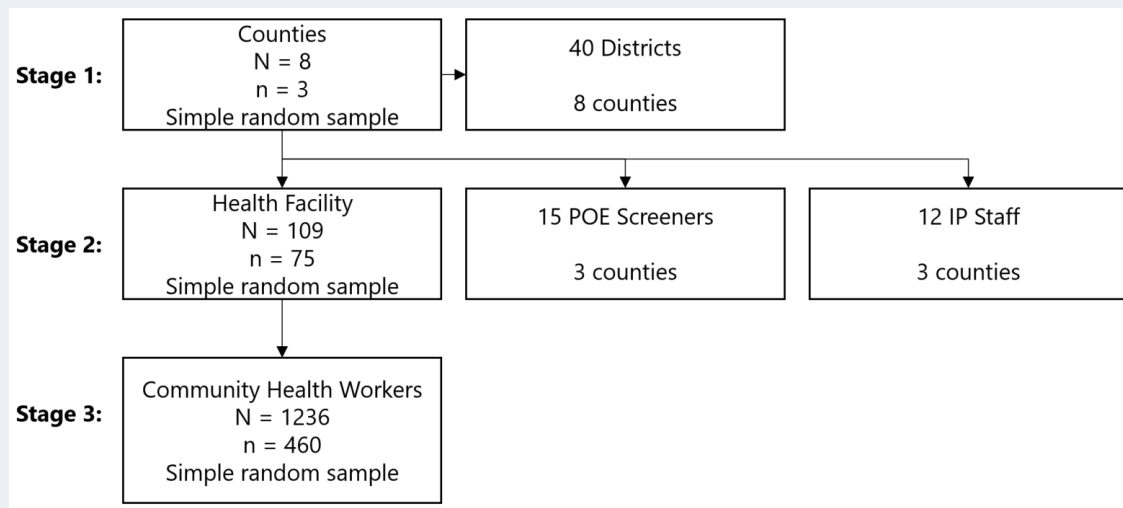 Stage 1:
Counties
N = 8
n = 3
Simple random sample
40 Districts
8 counties
Stage 2:
Health Facility
N = 109
n = 75
Simple random sample
15 POE Screeners
3 counties
12 IP Staff
3 counties
Stage 3:
Community Health Workers
N = 1236
n = 460
Simple random sample